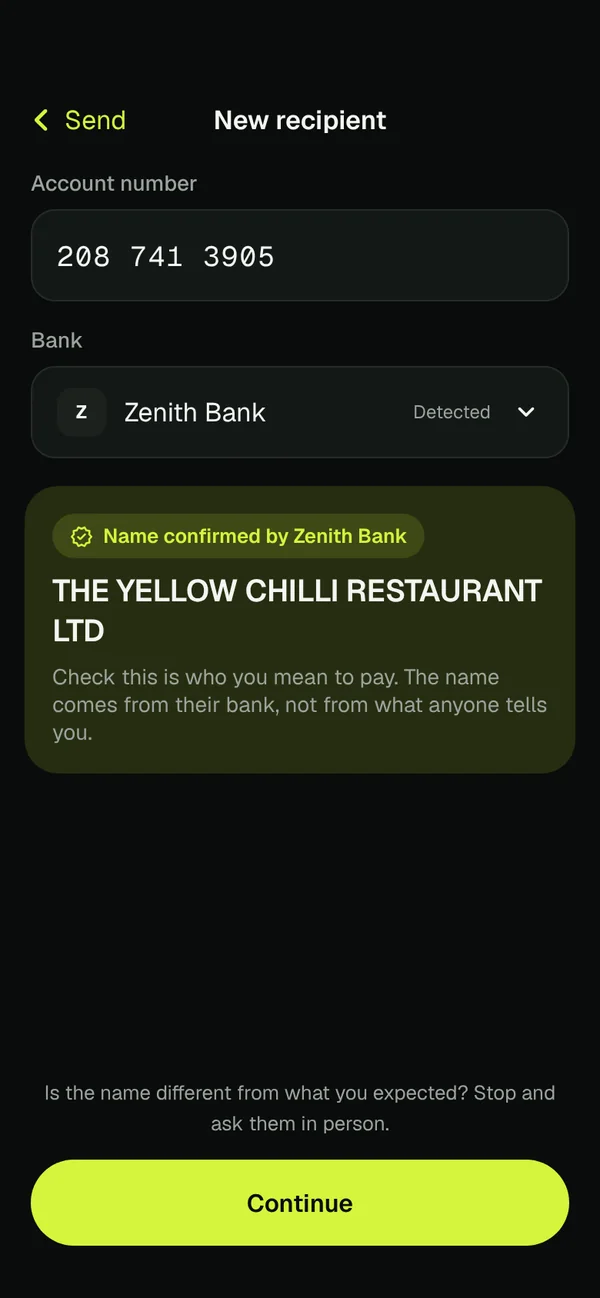 Send
New recipient
Account number
208 741 3905
Bank
Z
Zenith Bank
Detected
Name confirmed by Zenith Bank
THE YELLOW CHILLI RESTAURANT
LTD
Check this is who you mean to pay. The name
comes from their bank, not from what anyone tells
you.
Is the name different from what you expected? Stop and
ask them in person.
Continue